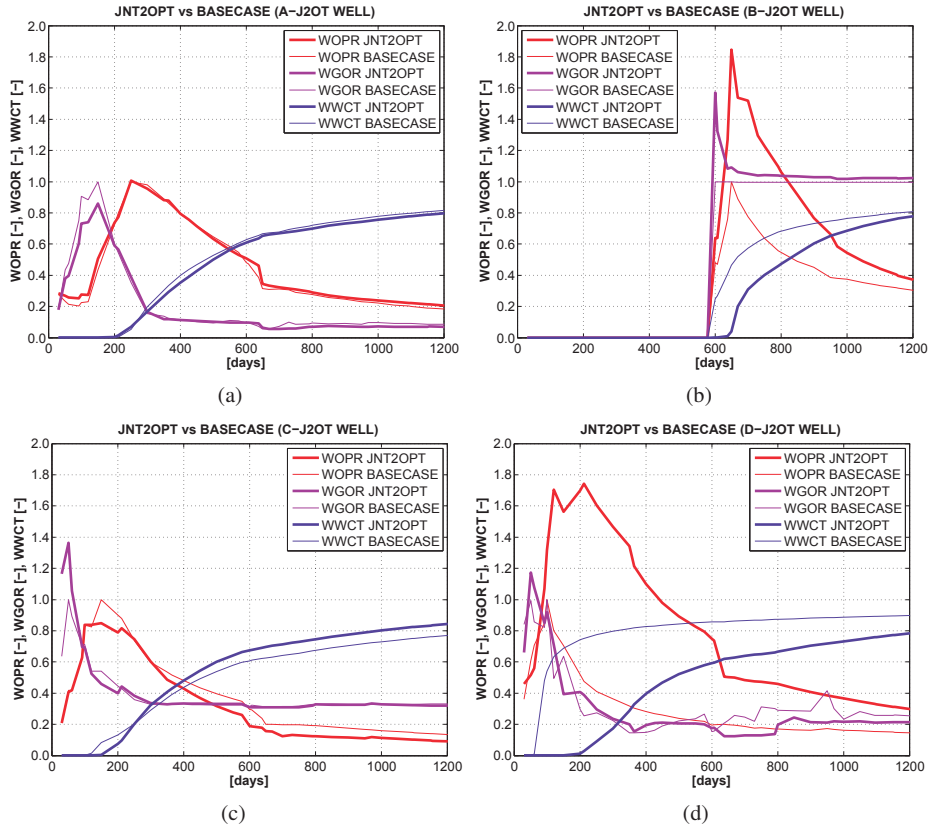 JNT2OPT vs BASECASE (A−J2OT WELL)
WOPR [−], WGOR [−], WWCT [−]
2.0
1.8
1.6
1.4
1.2
1.0
0.8
0.6
0.4
0.2
0.0
WOPR JNT2OPT
WOPR BASECASE
WGOR JNT2OPT
WGOR BASECASE
WWCT JNT2OPT
WWCT BASECASE
0 200 400 600 800 1000 1200
[days]
(a)
JNT2OPT vs BASECASE (B−J2OT WELL)
WOPR [−], WGOR [−], WWCT [−]
2.0
1.8
1.6
1.4
1.2
1.0
0.8
0.6
0.4
0.2
0.0
WOPR JNT2OPT
WOPR BASECASE
WGOR JNT2OPT
WGOR BASECASE
WWCT JNT2OPT
WWCT BASECASE
0 200 400 600 800 1000 1200
[days]
(b)
JNT2OPT vs BASECASE (C−J2OT WELL)
WOPR [−], WGOR [−], WWCT [−]
2.0
1.8
1.6
1.4
1.2
1.0
0.8
0.6
0.4
0.2
0.0
WOPR JNT2OPT
WOPR BASECASE
WGOR JNT2OPT
WGOR BASECASE
WWCT JNT2OPT
WWCT BASECASE
0 200 400 600 800 1000 1200
[days]
(c)
JNT2OPT vs BASECASE (D−J2OT WELL)
WOPR [−], WGOR [−], WWCT [−]
2.0
1.8
1.6
1.4
1.2
1.0
0.8
0.6
0.4
0.2
0.0
WOPR JNT2OPT
WOPR BASECASE
WGOR JNT2OPT
WGOR BASECASE
WWCT JNT2OPT
WWCT BASECASE
0 200 400 600 800 1000 1200
[days]
(d)